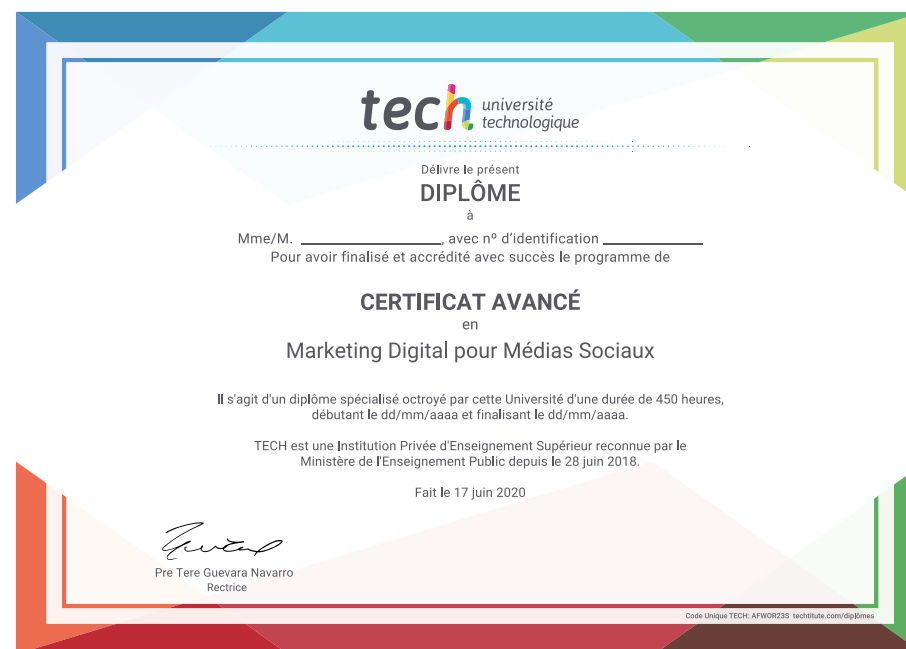 tech université
technologique
Délivre le présent
DIPLÔME
à
Mme/M. ____________________, avec nº d'identification ______________
Pour avoir finalisé et accrédité avec succès le programme de
CERTIFICAT AVANCÉ
en
Marketing Digital pour Médias Sociaux
Il s'agit d'un diplôme spécialisé octroyé par cette Université d'une durée de 450 heures,
débutant le dd/mm/aaaa et finalisant le dd/mm/aaaa.
TECH est une Institution Privée d'Enseignement Supérieur reconnue par le
Ministère de l'Enseignement Public depuis le 28 juin 2018.
Fait le 17 juin 2020
Pre Tere Guevara Navarro
Rectrice
Code Unique TECH: AFWOR23S techtitute.com/diplômes